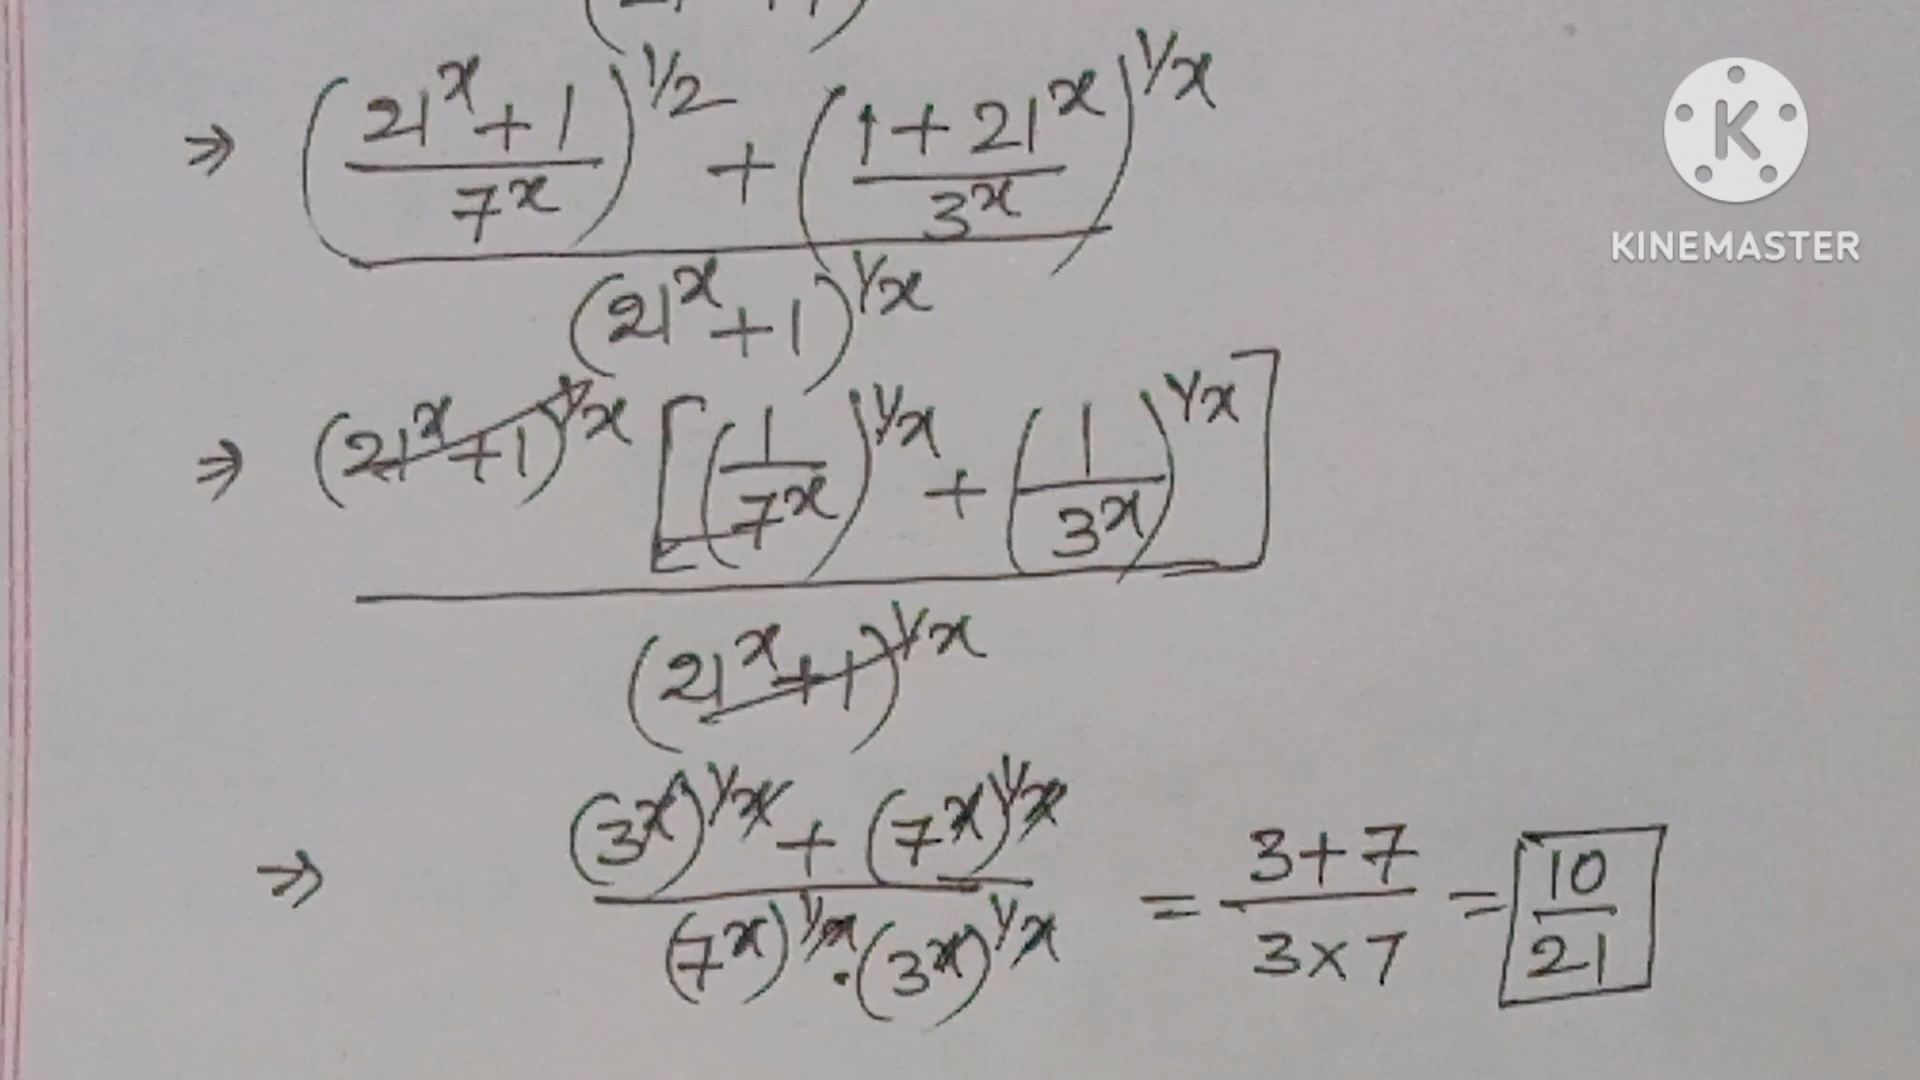 ⇒ ((21^x + 1)/7^x)^(1/2) + ((1 + 21^x)/3^x)^(1/x)
(21^x + 1)^(1/x)
⇒ (21^x + 1)^(1/x) [(1/7^x)^(1/x) + (1/3^x)^(1/x)]
(21^x + 1)^(1/x)
⇒ (3^x)^(1/x) + (7^x)^(1/x) / (7^x)^(1/x) · (3^x)^(1/x) = 3+7 / 3×7 = 10/21
K
KINEMASTER